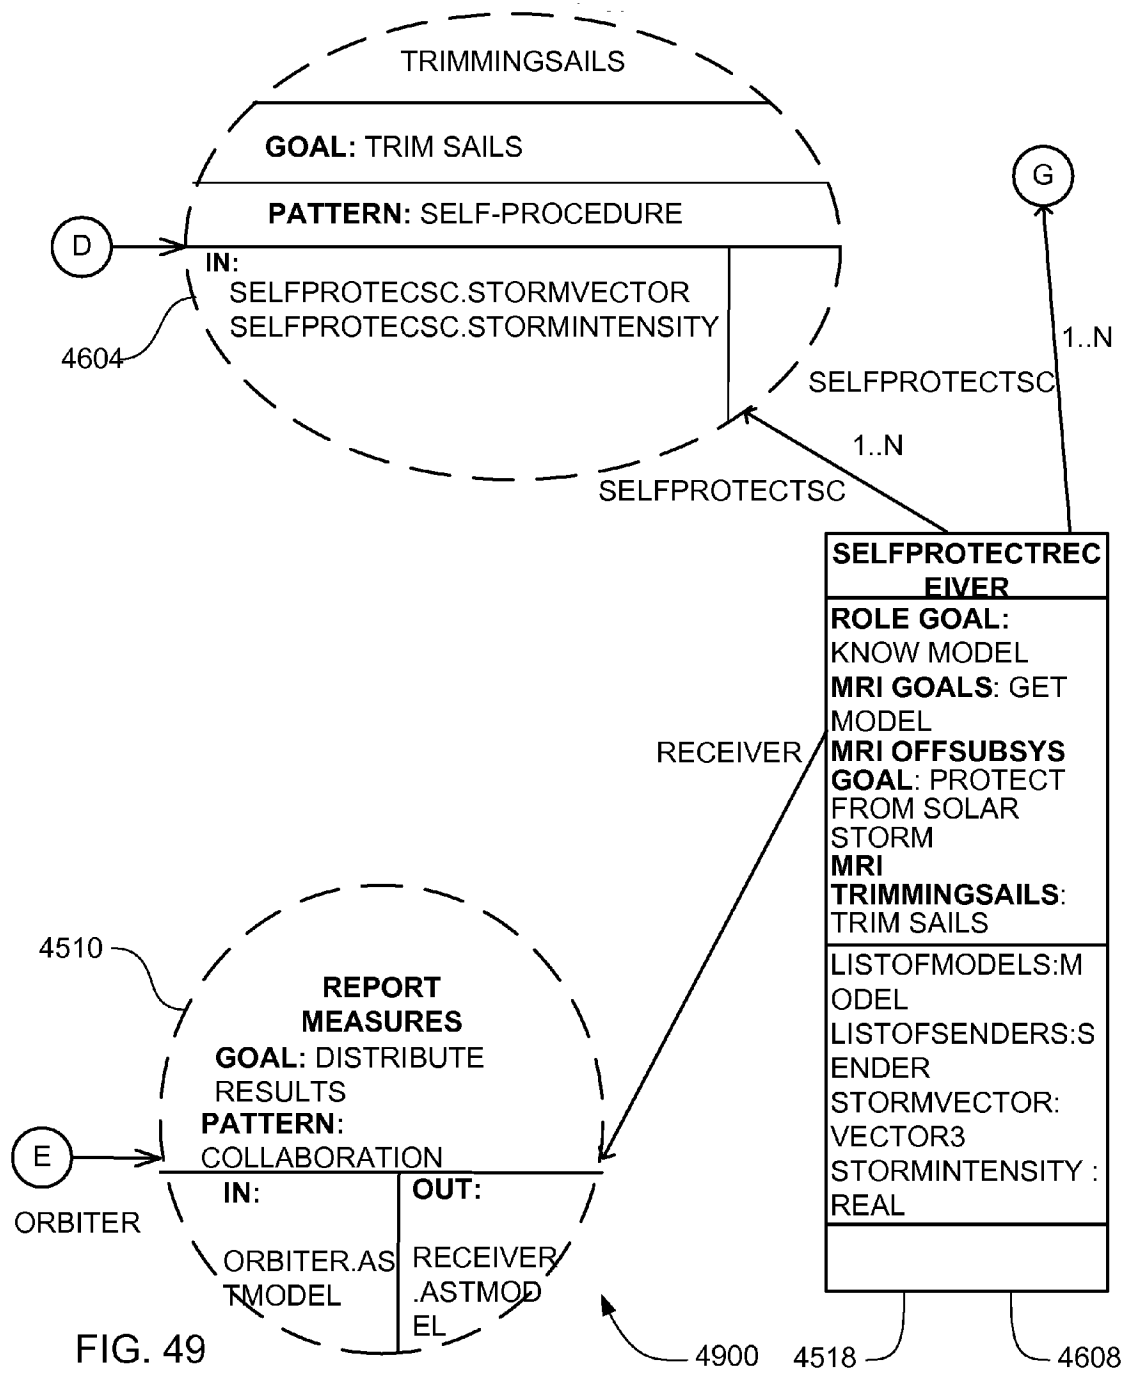 TRIMMINGSAILS
GOAL: TRIM SAILS
PATTERN: SELF-PROCEDURE
D
IN:
SELFPROTECSC.STORMVECTOR
SELFPROTECSC.STORMINTENSITY
4604
G
1..N
SELFPROTECTSC
1..N
SELFPROTECTSC
SELFPROTECTREC
EIVER
ROLE GOAL:
KNOW MODEL
MRI GOALS: GET
MODEL
MRI OFFSUBSYS
GOAL: PROTECT
FROM SOLAR
STORM
MRI
TRIMMINGSAILS:
TRIM SAILS
LISTOFMODELS:M
ODEL
LISTOFSENDERS:S
ENDER
STORMVECTOR:
VECTOR3
STORMINTENSITY :
REAL
RECEIVER
4510
REPORT
MEASURES
GOAL: DISTRIBUTE
RESULTS
PATTERN:
COLLABORATION
E
ORBITER
IN:
ORBITER.AS
TMODEL
OUT:
RECEIVER
.ASTMOD
EL
FIG. 49
4900
4518
4608